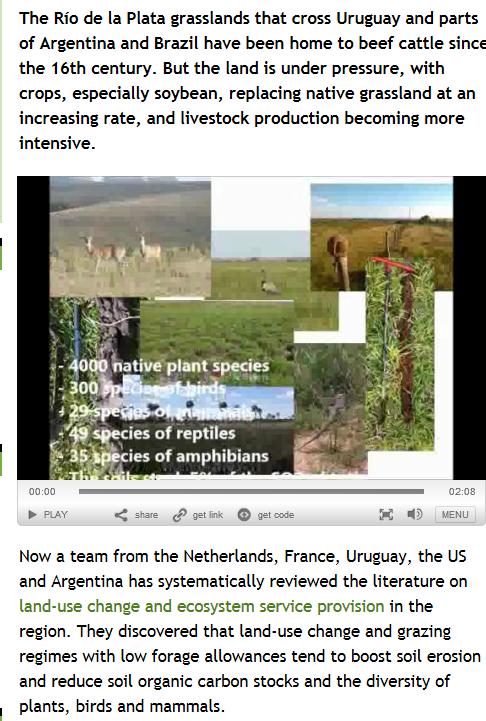 The Río de la Plata grasslands that cross Uruguay and parts
of Argentina and Brazil have been home to beef cattle since
the 16th century. But the land is under pressure, with
crops, especially soybean, replacing native grassland at an
increasing rate, and livestock production becoming more
intensive.
- 4000 native plant species
- 300 species of birds
- 29 species of mammals
- 49 species of reptiles
- 35 species of amphibians
- The soils
00:00 02:08
PLAY share get link get code MENU
Now a team from the Netherlands, France, Uruguay, the US
and Argentina has systematically reviewed the literature on
land-use change and ecosystem service provision in the
region. They discovered that land-use change and grazing
regimes with low forage allowances tend to boost soil erosion
and reduce soil organic carbon stocks and the diversity of
plants, birds and mammals.